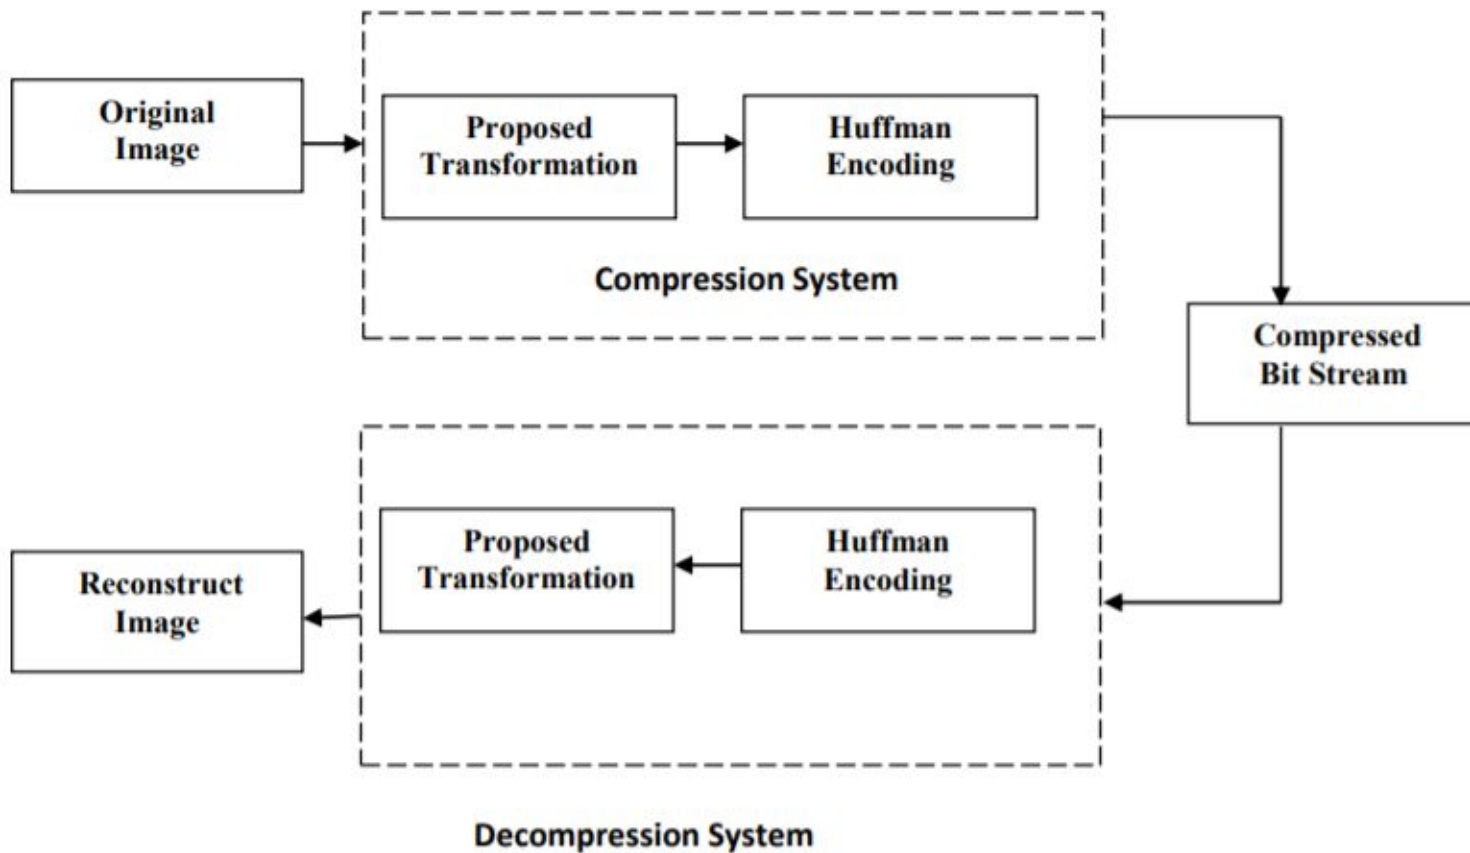 Original
Image
Proposed
Transformation
Huffman
Encoding
Compression System
Compressed
Bit Stream
Proposed
Transformation
Huffman
Encoding
Reconstruct
Image
Decompression System